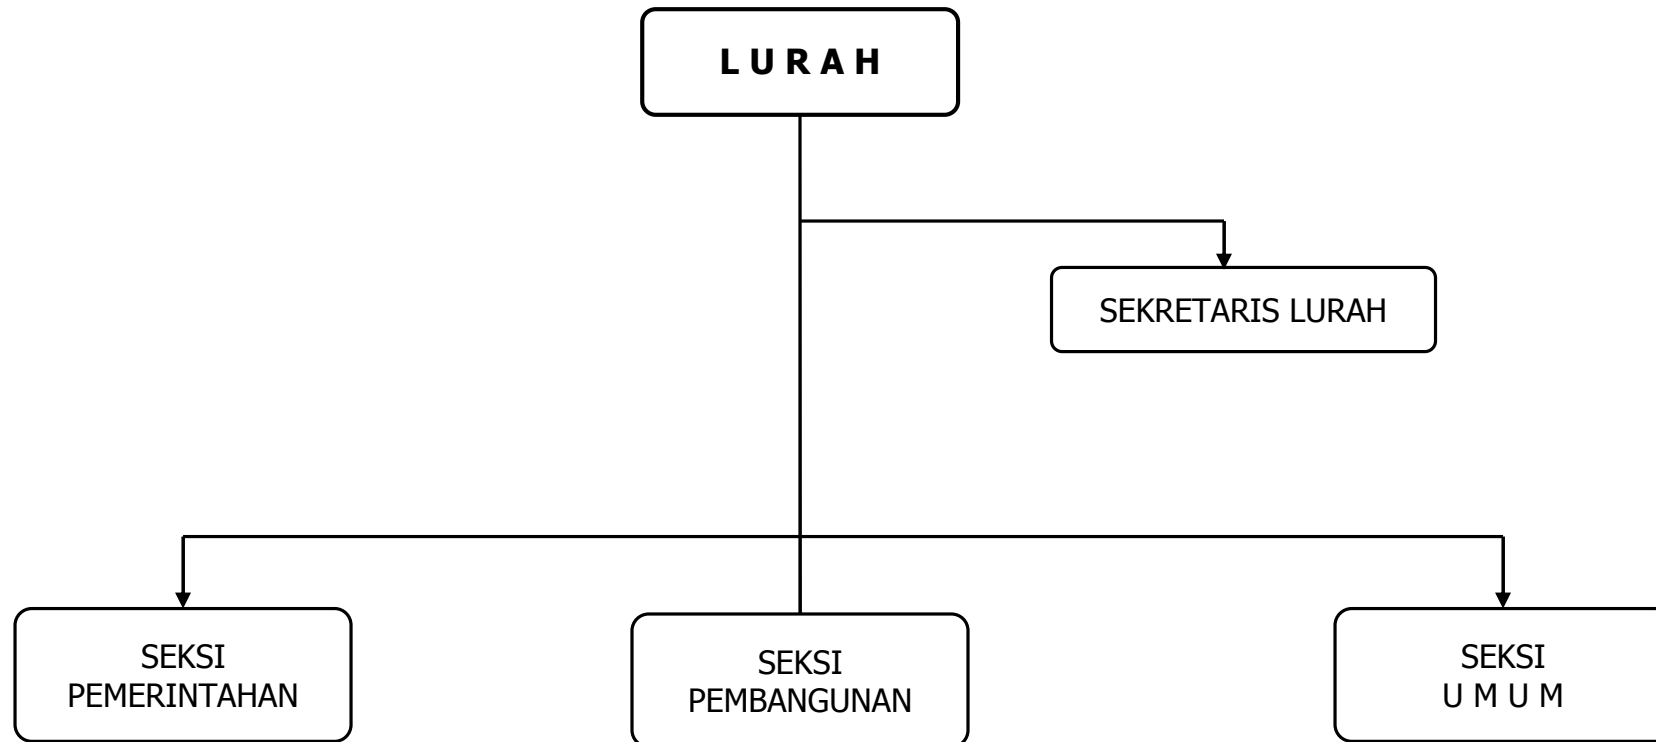 L U R A H
SEKRETARIS LURAH
SEKSI
PEMERINTAHAN
SEKSI
PEMBANGUNAN
SEKSI
U M U M